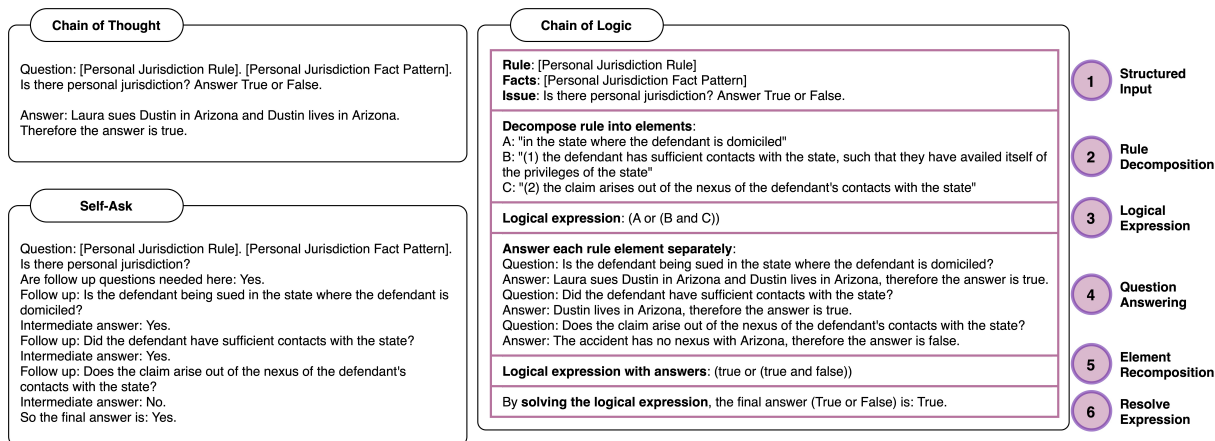 Chain of Thought
Question: [Personal Jurisdiction Rule]. [Personal Jurisdiction Fact Pattern].
Is there personal jurisdiction? Answer True or False.
Answer: Laura sues Dustin in Arizona and Dustin lives in Arizona.
Therefore the answer is true.
Self-Ask
Question: [Personal Jurisdiction Rule]. [Personal Jurisdiction Fact Pattern].
Is there personal jurisdiction?
Are follow up questions needed here: Yes.
Follow up: Is the defendant being sued in the state where the defendant is
domiciled?
Intermediate answer: Yes.
Follow up: Did the defendant have sufficient contacts with the state?
Intermediate answer: Yes.
Follow up: Does the claim arise out of the nexus of the defendant's
contacts with the state?
Intermediate answer: No.
So the final answer is: Yes.
Chain of Logic
Rule: [Personal Jurisdiction Rule]
Facts: [Personal Jurisdiction Fact Pattern]
Issue: Is there personal jurisdiction? Answer True or False.
1
Structured
Input
Decompose rule into elements:
A: "in the state where the defendant is domiciled"
B: "(1) the defendant has sufficient contacts with the state, such that they have availed itself of
the privileges of the state"
C: "(2) the claim arises out of the nexus of the defendant's contacts with the state"
2
Rule
Decomposition
Logical expression: (A or (B and C))
3
Logical
Expression
Answer each rule element separately:
Question: Is the defendant being sued in the state where the defendant is domiciled?
Answer: Laura sues Dustin in Arizona and Dustin lives in Arizona, therefore the answer is true.
Question: Did the defendant have sufficient contacts with the state?
Answer: Dustin lives in Arizona, therefore the answer is true.
Question: Does the claim arise out of the nexus of the defendant's contacts with the state?
Answer: The accident has no nexus with Arizona, therefore the answer is false.
4
Question
Answering
Logical expression with answers: (true or (true and false))
5
Element
Recomposition
By solving the logical expression, the final answer (True or False) is: True.
6
Resolve
Expression